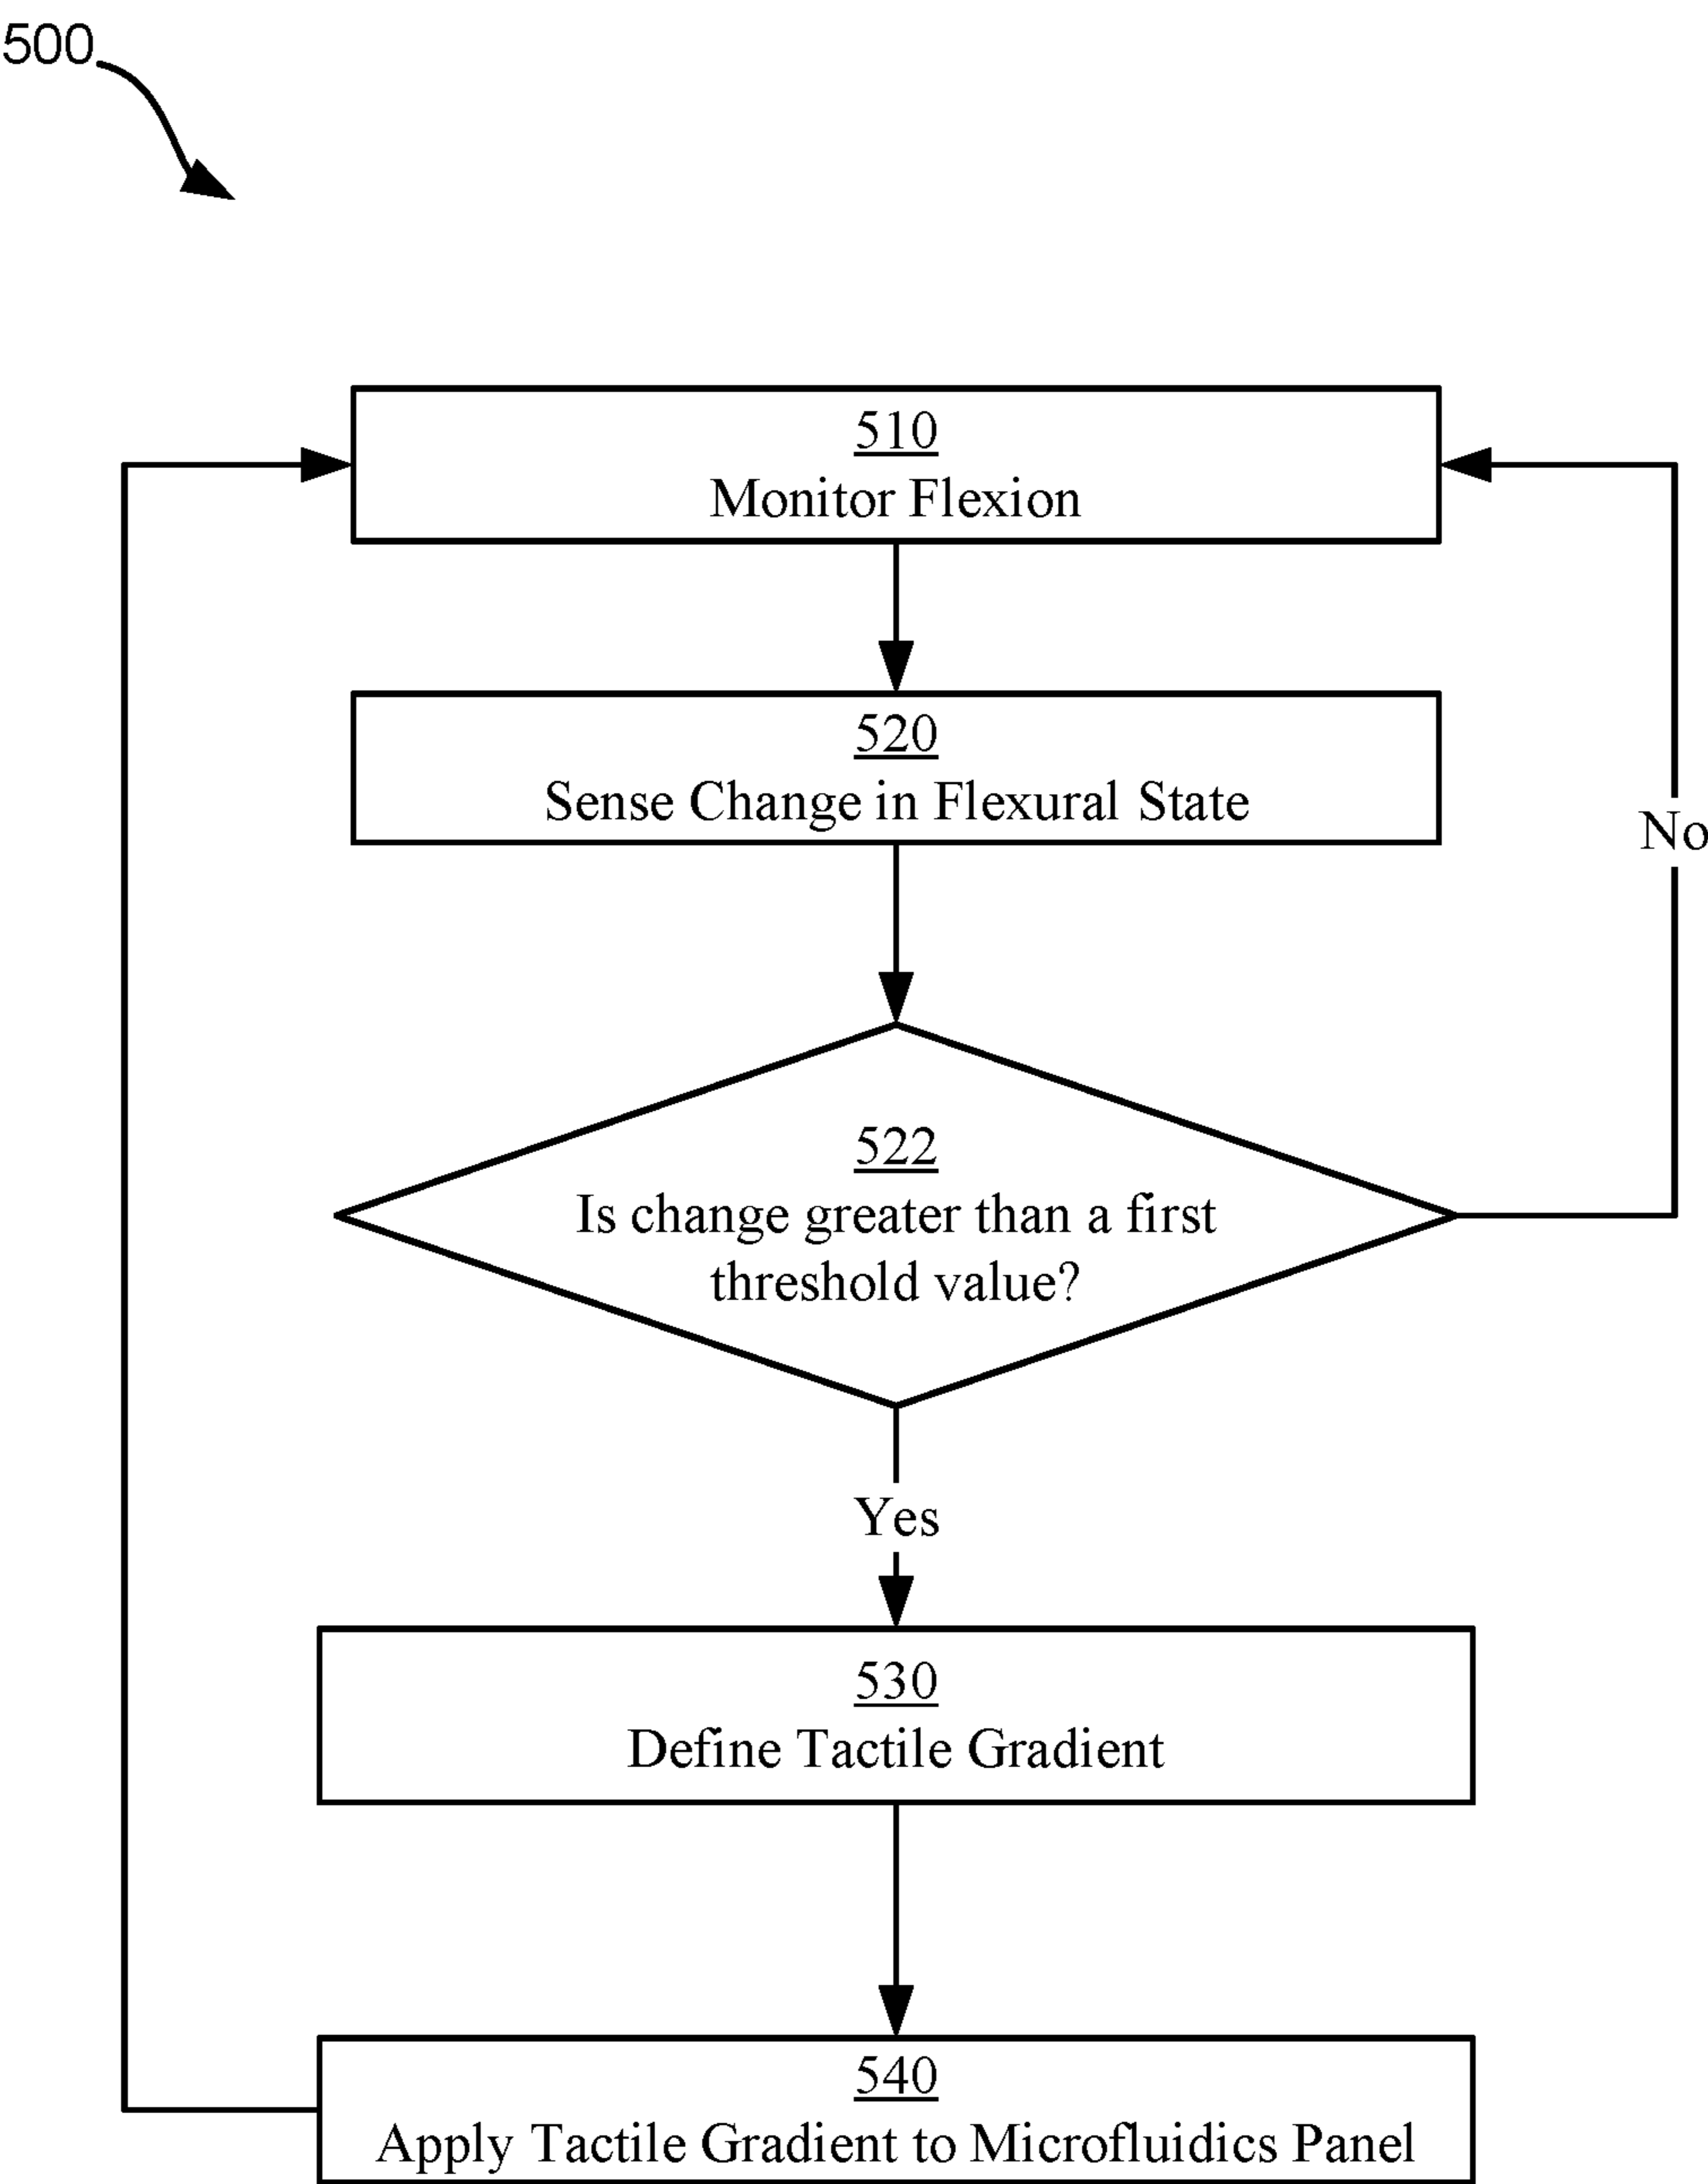 500
510
Monitor Flexion
520
Sense Change in Flexural State
No
522
Is change greater than a first
threshold value?
Yes
530
Define Tactile Gradient
540
Apply Tactile Gradient to Microfluidics Panel